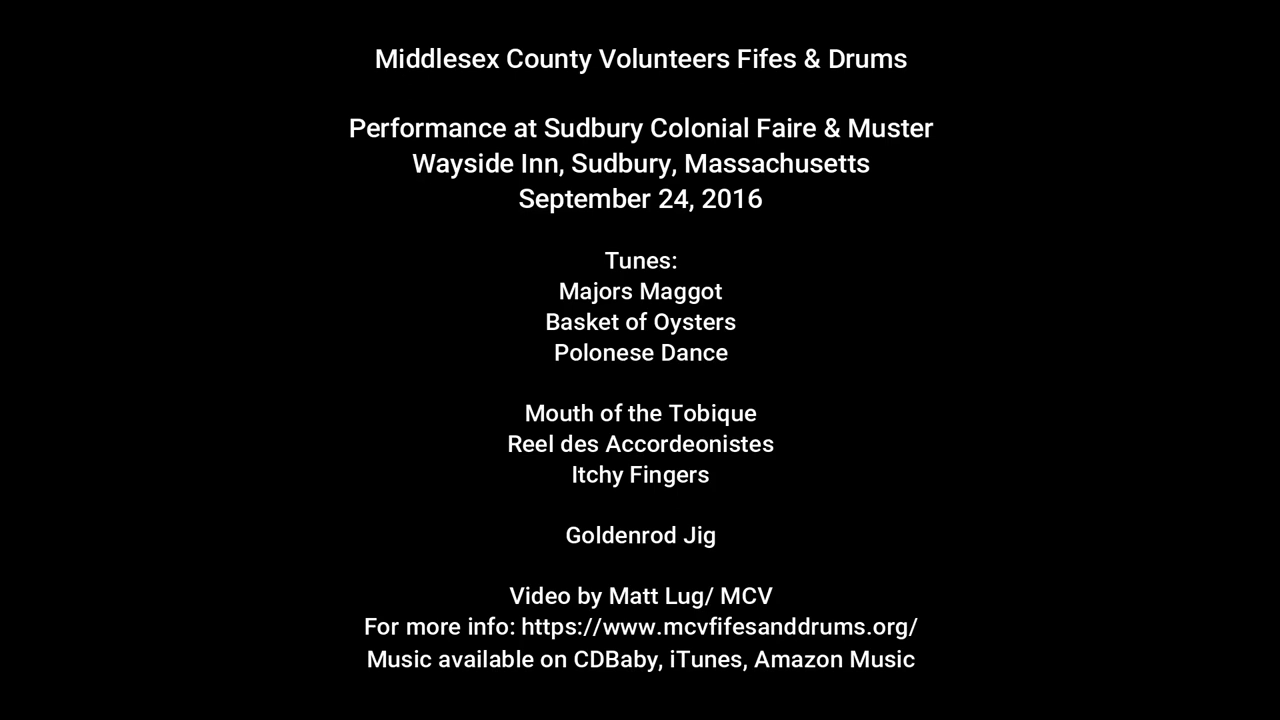 Middlesex County Volunteers Fifes & Drums
Performance at Sudbury Colonial Faire & Muster
Wayside Inn, Sudbury, Massachusetts
September 24, 2016
Tunes:
Majors Maggot
Basket of Oysters
Polonese Dance
Mouth of the Tobique
Reel des Accordeonistes
Itchy Fingers
Goldenrod Jig
Video by Matt Lug/ MCV
For more info: https://www.mcvfifesanddrums.org/
Music available on CDBaby, iTunes, Amazon Music